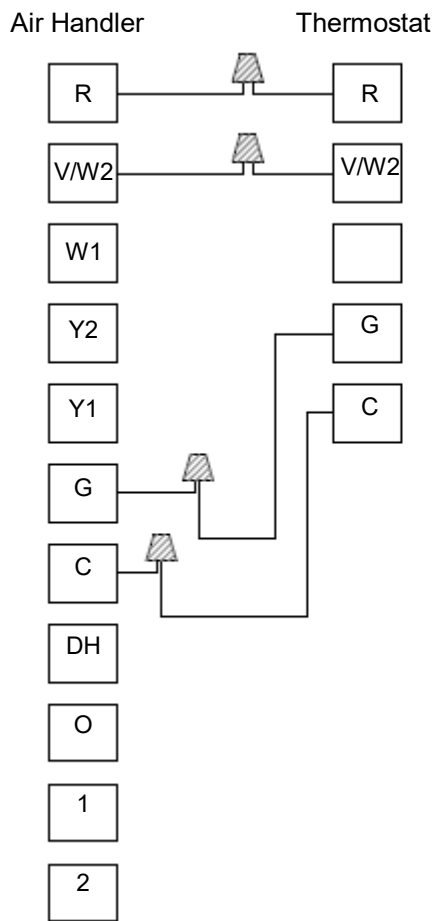 Air Handler Thermostat
R R
V/W2 V/W2
W1
Y2 G
Y1 C
G
C
DH
O
1
2